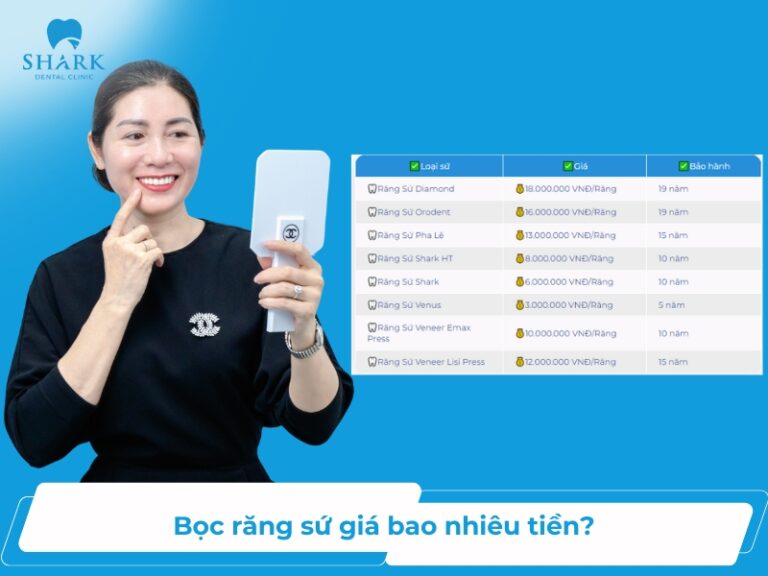 SHARK
DENTAL CLINIC
✅ Loại sứ ✅ Giá ✅ Bảo hành
Răng Sứ Diamond 18.000.000 VNĐ/Răng 19 năm
Răng Sứ Orodent 16.000.000 VNĐ/Răng 19 năm
Răng Sứ Pha Lê 13.000.000 VNĐ/Răng 15 năm
Răng Sứ Shark HT 8.000.000 VNĐ/Răng 10 năm
Răng Sứ Shark 6.000.000 VNĐ/Răng 10 năm
Răng Sứ Venus 3.000.000 VNĐ/Răng 5 năm
Răng Sứ Veneer Emax
Press 10.000.000 VNĐ/Răng 10 năm
Răng Sứ Veneer Lisi Press 12.000.000 VNĐ/Răng 15 năm
Bọc răng sứ giá bao nhiêu tiền?